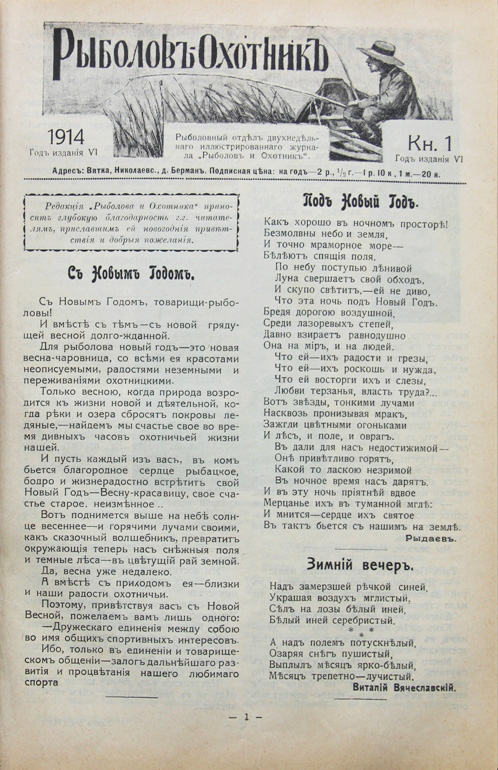 Рыболовъ-Охотникъ
1914
Годъ изданія VI
Рыболовный отдѣлъ двухнедѣль-
наго иллюстрированнаго журна-
ла „Рыболовъ и Охотникъ".
Кн. 1
Годъ изданія VI
Адресъ: Вятка, Николаевс., д. Берманъ. Подписная цѣна: на годъ—2 р., 1/2 г.—1 р. 10 к., 1 м.—20 к.
Редакція „Рыболова и Охотника" прино-
ситъ глубокую благодарность г.г. читате-
лямъ, приславшимъ ей новогоднія привѣт-
ствія и добрыя пожеланія.
Съ Новымъ Годомъ.
Съ Новымъ Годомъ, товарищи-рыбо-
ловы!
И вмѣстѣ съ тѣмъ—съ новой гряду-
щей весной долго-жданной.
Для рыболова новый годъ—это новая
весна-чаровница, со всѣми ея красотами
неописуемыми, радостями неземными и
переживаніями охотницкими.
Только весною, когда природа возро-
дится къ жизни новой и дѣятельной, ко-
гда рѣки и озера сбросятъ покровы ле-
дяные,—найдемъ мы счастье свое во вре-
мя дивныхъ часовъ охотничьей жизни
нашей.
И пусть каждый изъ васъ, въ комъ
бьется благородное сердце рыбацкое,
бодро и жизнерадостно встрѣтитъ свой
Новый Годъ—Весну-красавицу, свое сча-
стье старое, неизмѣнное ..
Вотъ поднимется выше на небѣ солн-
це весеннее—и горячими лучами своими,
какъ сказочный волшебникъ, превратитъ
окружающія теперь насъ снѣжныя поля
и темные лѣса—въ цвѣтущій рай земной.
Да, весна уже недалеко.
А вмѣстѣ съ приходомъ ея—близки
и наши радости охотничьи.
Поэтому, привѣтствуя васъ съ Новой
Весной, пожелаемъ вамъ лишь одного:
—Дружескаго единенія между собою
во имя общихъ спортивныхъ интересовъ.
Ибо, только въ единеніи и товарище-
скомъ общеніи—залогъ дальнѣйшаго раз-
витія и процвѣтанія нашего любимаго
спорта
Подъ Новый Годъ.
Какъ хорошо въ ночномъ просторѣ!
Безмолвны небо и земля,
И точно мраморное море—
Бѣлѣютъ спящія поля.
По небу поступью лѣнивой
Луна свершаетъ свой обходъ,
И скупо свѣтитъ,—ей не диво,
Что эта ночь подъ Новый Годъ.
Бредя дорогою воздушной,
Среди лазоревыхъ степей,
Давно взираетъ равнодушно
Она на міръ, и на людей.
Что ей—ихъ радости и грезы,
Что ей—ихъ роскошь и нужда,
Что ей восторги ихъ и слезы,
Любви терзанья, власть труда?...
Вотъ звѣзды, тонкими лучами
Насквозь пронизывая мракъ,
Зажгли цвѣтными огоньками
И лѣсъ, и поле, и оврагъ.
Въ дали для насъ недостижимой—
Онѣ привѣтливо горятъ,
Какой то ласкою незримой
Въ ночное время насъ дарятъ.
И въ эту ночь пріятнѣй вдвое
Мерцанье ихъ въ туманной мглѣ:
И мнится—сердце ихъ святое
Въ тактъ бьется съ нашимъ на землѣ.
Рыдаевъ.
Зимній вечеръ.
Надъ замерзшей рѣчкой синей,
Украшая воздухъ мглистый,
Сѣлъ на лозы бѣлый иней,
Бѣлый иней серебристый.
* * *
А надъ полемъ потускнѣлый,
Озаряя снѣгъ пушистый,
Выплылъ мѣсяцъ ярко-бѣлый,
Мѣсяцъ трепетно—лучистый.
Виталій Вячеславскій.
— 1 —